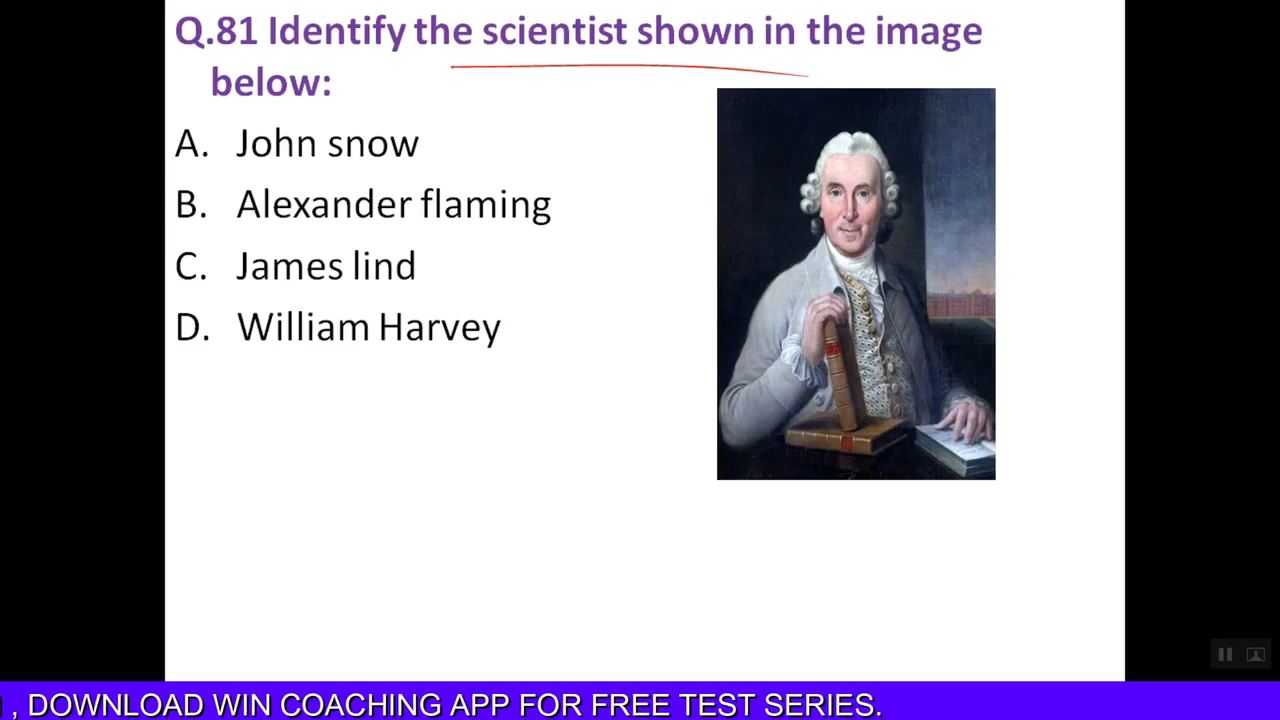 Q.81 Identify the scientist shown in the image
below:
A. John snow
B. Alexander flaming
C. James lind
D. William Harvey
, DOWNLOAD WIN COACHING APP FOR FREE TEST SERIES.